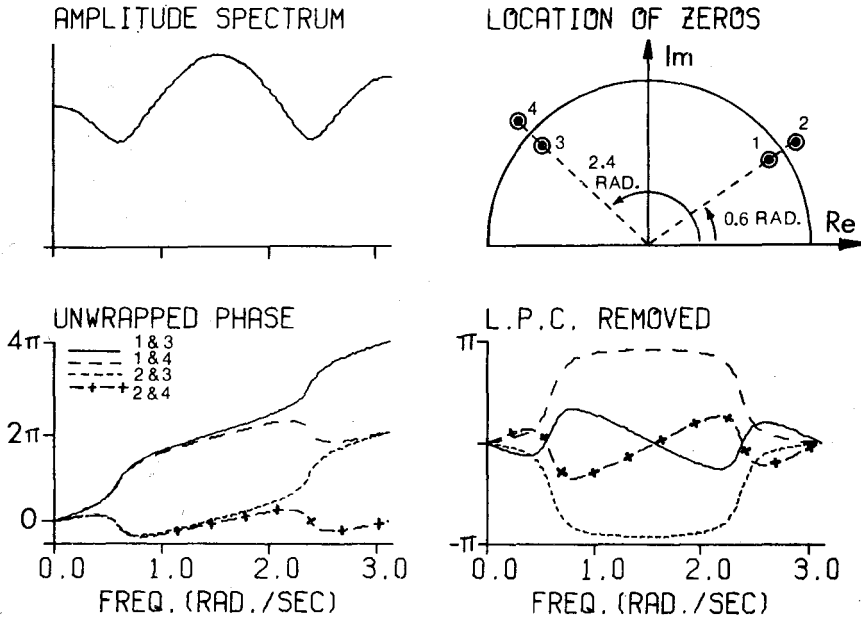 AMPLITUDE SPECTRUM
LOCATION OF ZEROS
Im
4
3
2
1
2.4
RAD.
0.6 RAD.
Re
UNWRAPPED PHASE
4π
2π
0
1 & 3
1 & 4
2 & 3
2 & 4
0.0 1.0 2.0 3.0
FREQ.(RAD./SEC)
L.P.C. REMOVED
π
-π
0.0 1.0 2.0 3.0
FREQ.(RAD./SEC)